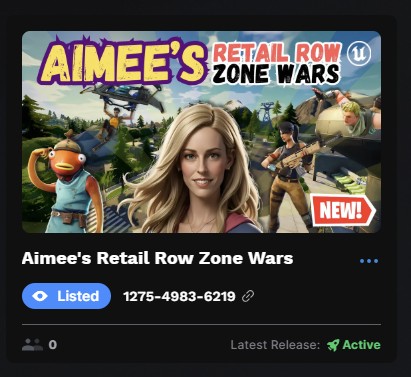 AIMEE'S RETAIL ROW
ZONE WARS
NEW!
Aimee's Retail Row Zone Wars
Listed 1275-4983-6219
0 Latest Release: Active